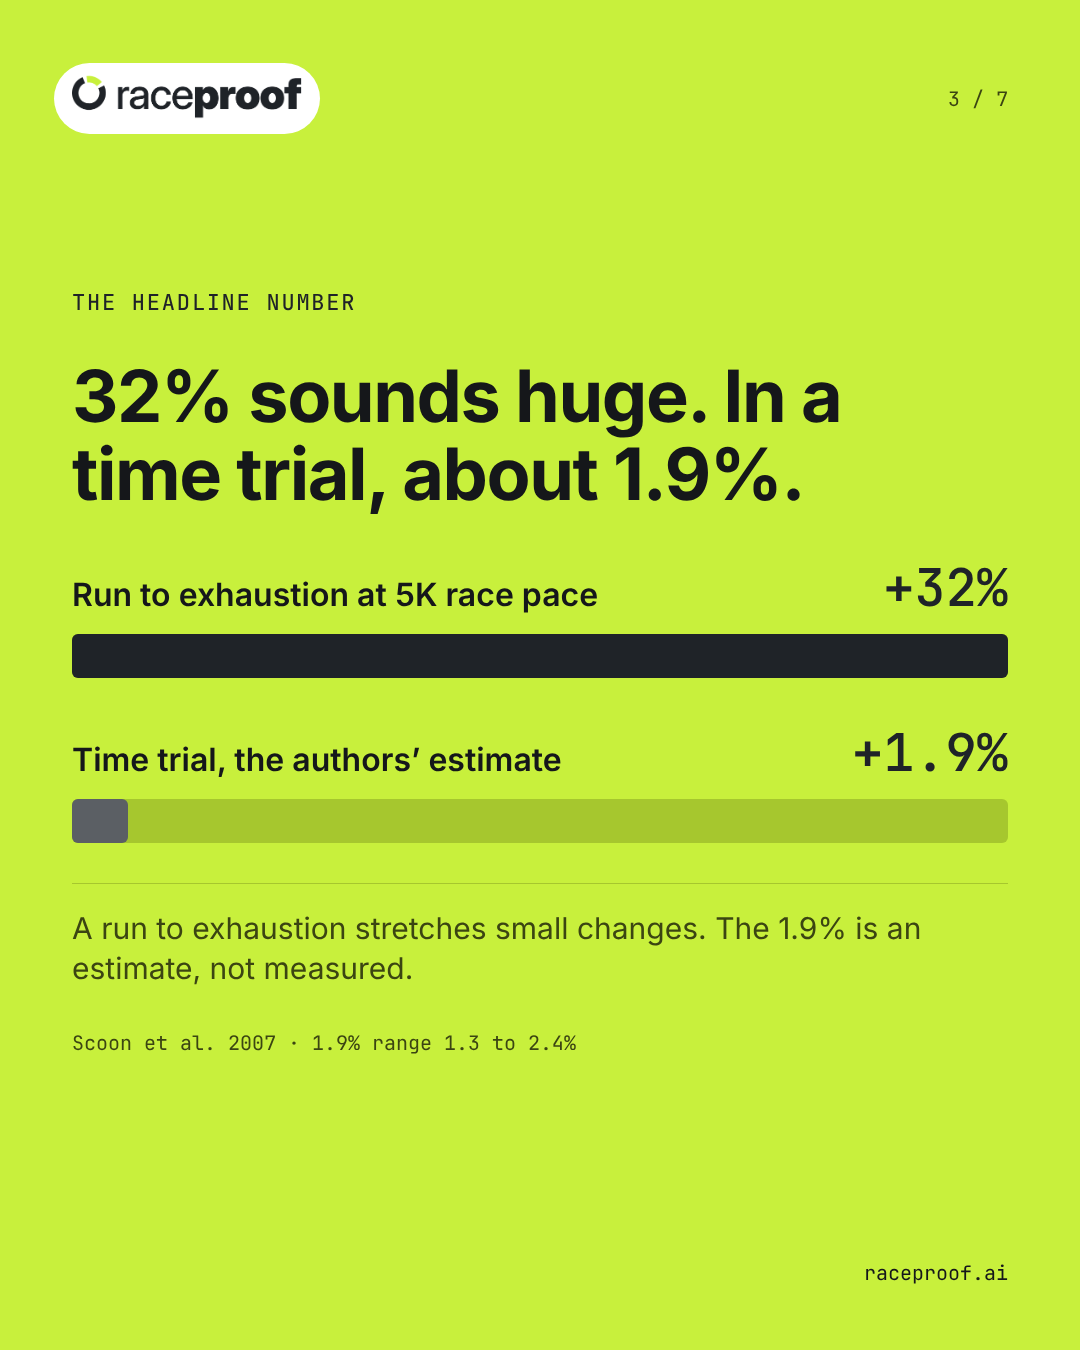 raceproof
3 / 7
THE HEADLINE NUMBER
32% sounds huge. In a
time trial, about 1.9%.
Run to exhaustion at 5K race pace
+32%
Time trial, the authors’ estimate
+1.9%
A run to exhaustion stretches small changes. The 1.9% is an
estimate, not measured.
Scoon et al. 2007 · 1.9% range 1.3 to 2.4%
raceproof.ai